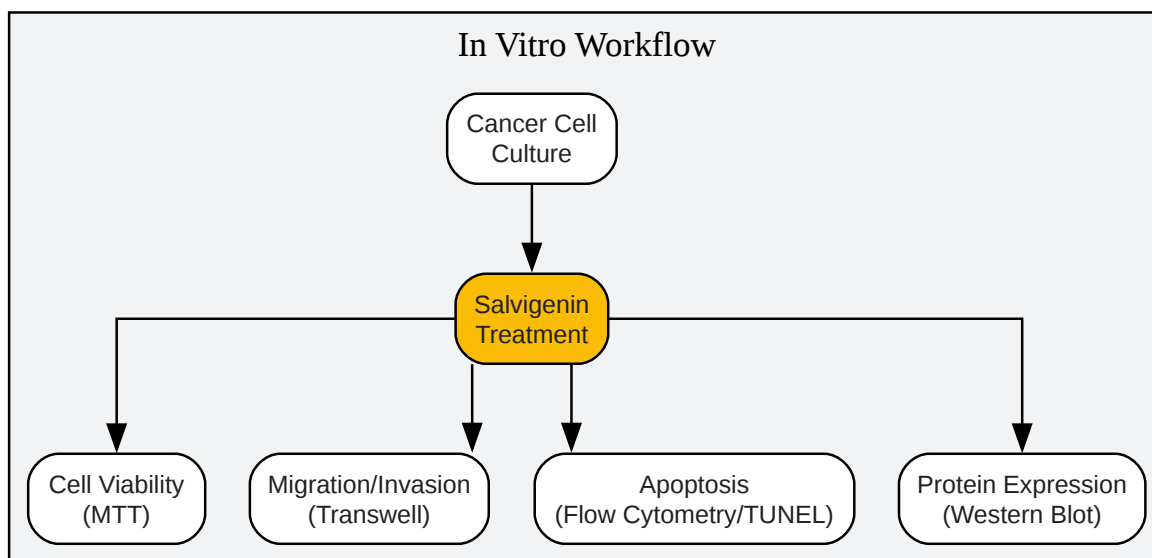 In Vitro Workflow
Cancer Cell
Culture
Salvigenin
Treatment
Cell Viability
(MTT)
Migration/Invasion
(Transwell)
Apoptosis
(Flow Cytometry/TUNEL)
Protein Expression
(Western Blot)